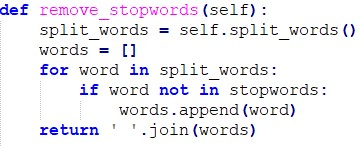 def remove_stopwords(self):
    split_words = self.split_words()
    words = []
    for word in split_words:
        if word not in stopwords:
            words.append(word)
    return ' '.join(words)